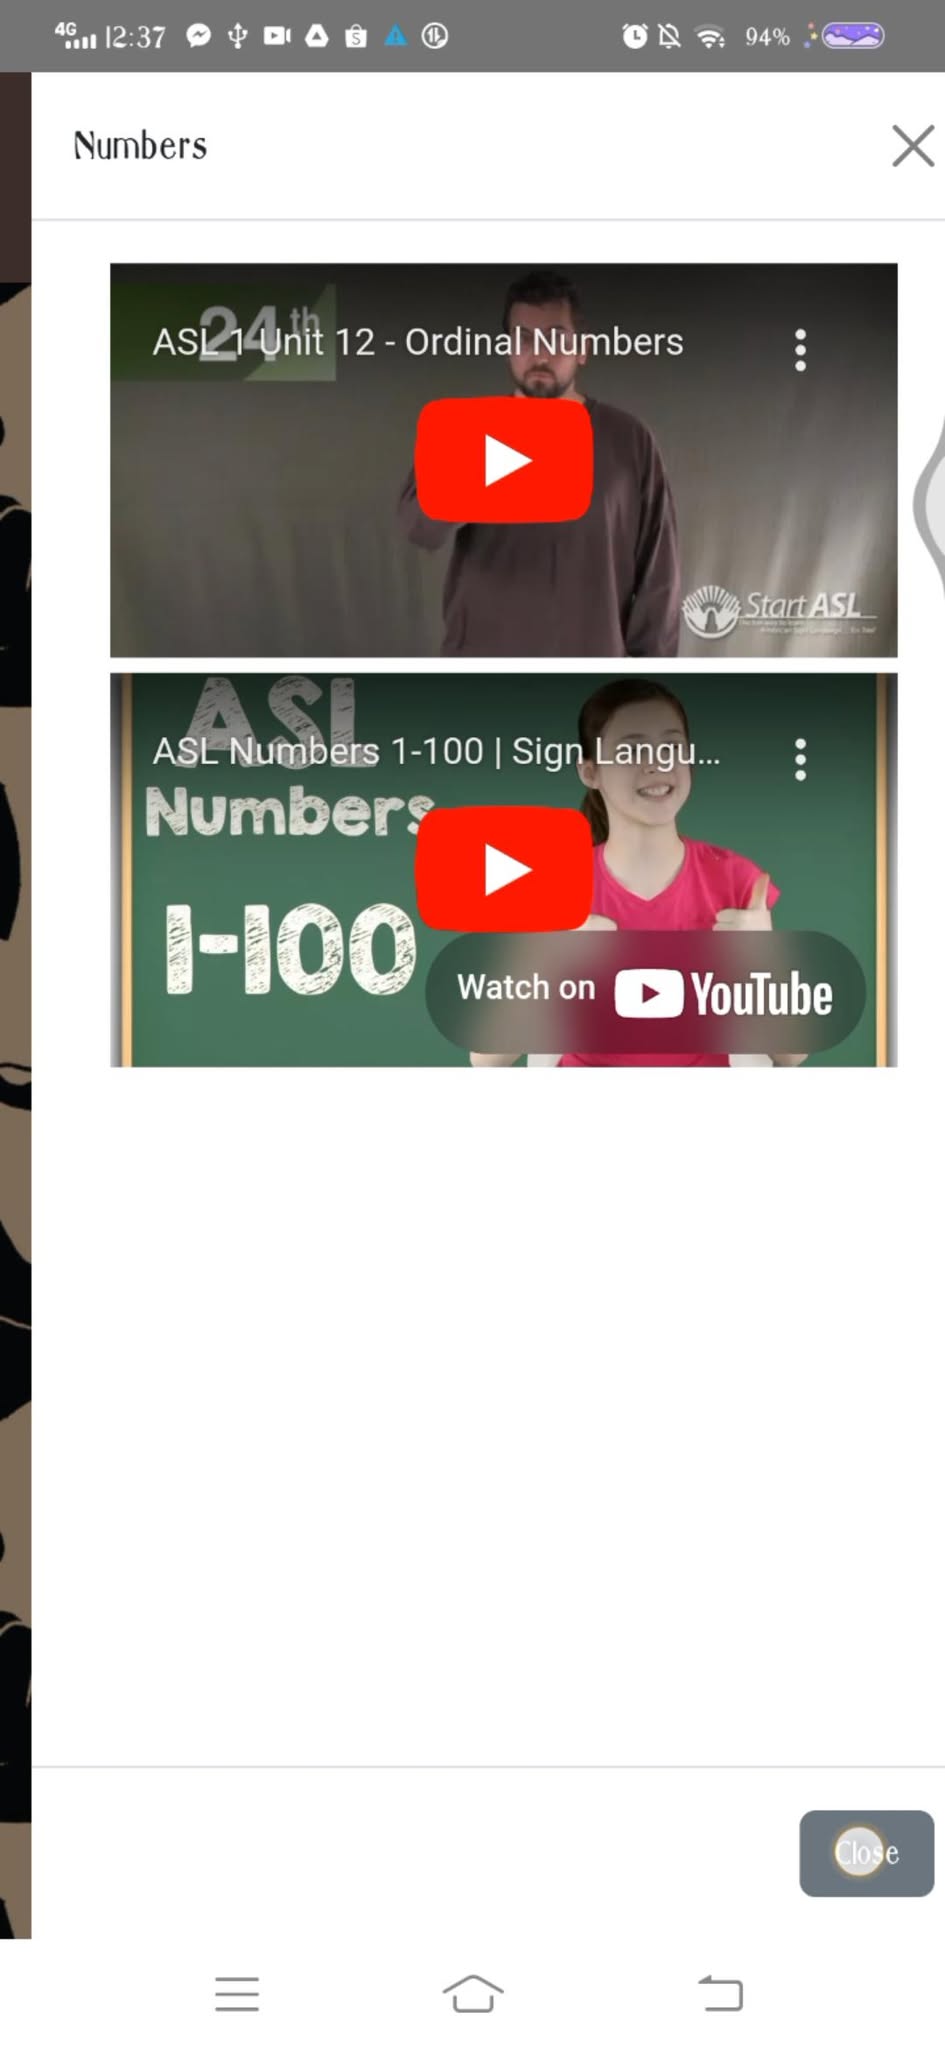 4G 12:37 94%
Numbers
24th
ASL 1 Unit 12 - Ordinal Numbers
Start ASL
ASL
ASL Numbers 1-100 | Sign Langu...
Numbers
1-100
Watch on YouTube
Close